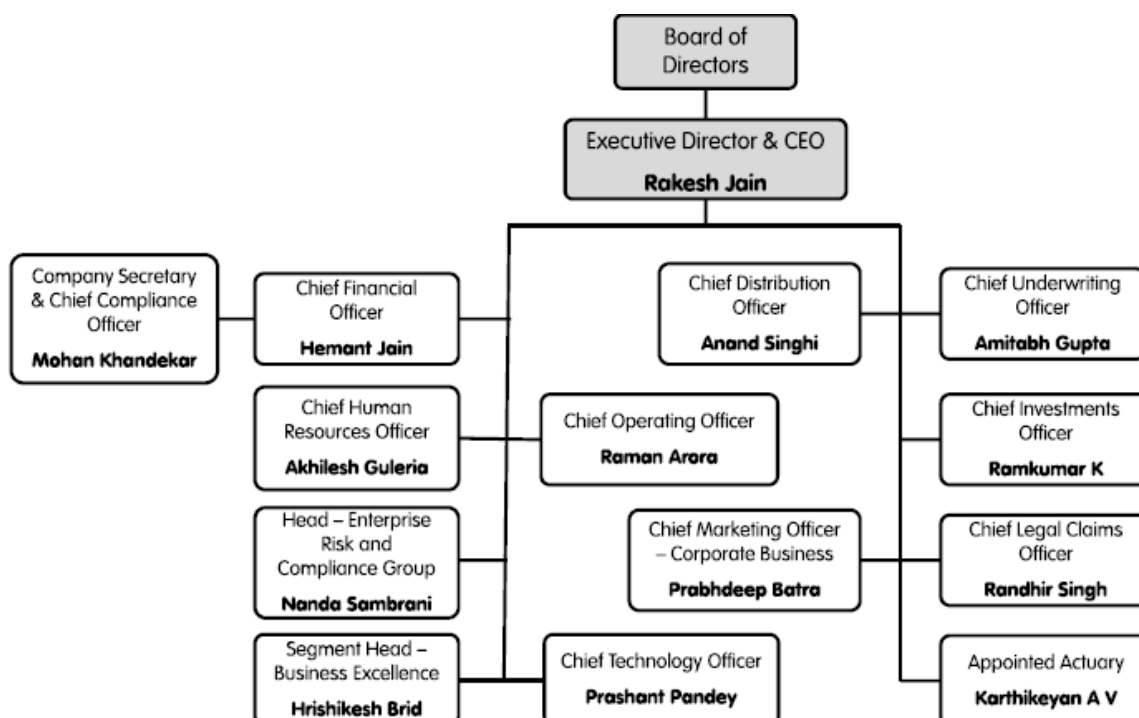 Board of
Directors
Executive Director & CEO
Rakesh Jain
Company Secretary
& Chief Compliance
Officer
Mohan Khandekar
Chief Financial
Officer
Hemant Jain
Chief Distribution
Officer
Anand Singhi
Chief Underwriting
Officer
Amitabh Gupta
Chief Human
Resources Officer
Akhilesh Guleria
Chief Operating Officer
Raman Arora
Chief Investments
Officer
Ramkumar K
Head – Enterprise
Risk and
Compliance Group
Nanda Sambrani
Chief Marketing Officer
– Corporate Business
Prabhdeep Batra
Chief Legal Claims
Officer
Randhir Singh
Segment Head –
Business Excellence
Hrishikesh Brid
Chief Technology Officer
Prashant Pandey
Appointed Actuary
Karthikeyan A V